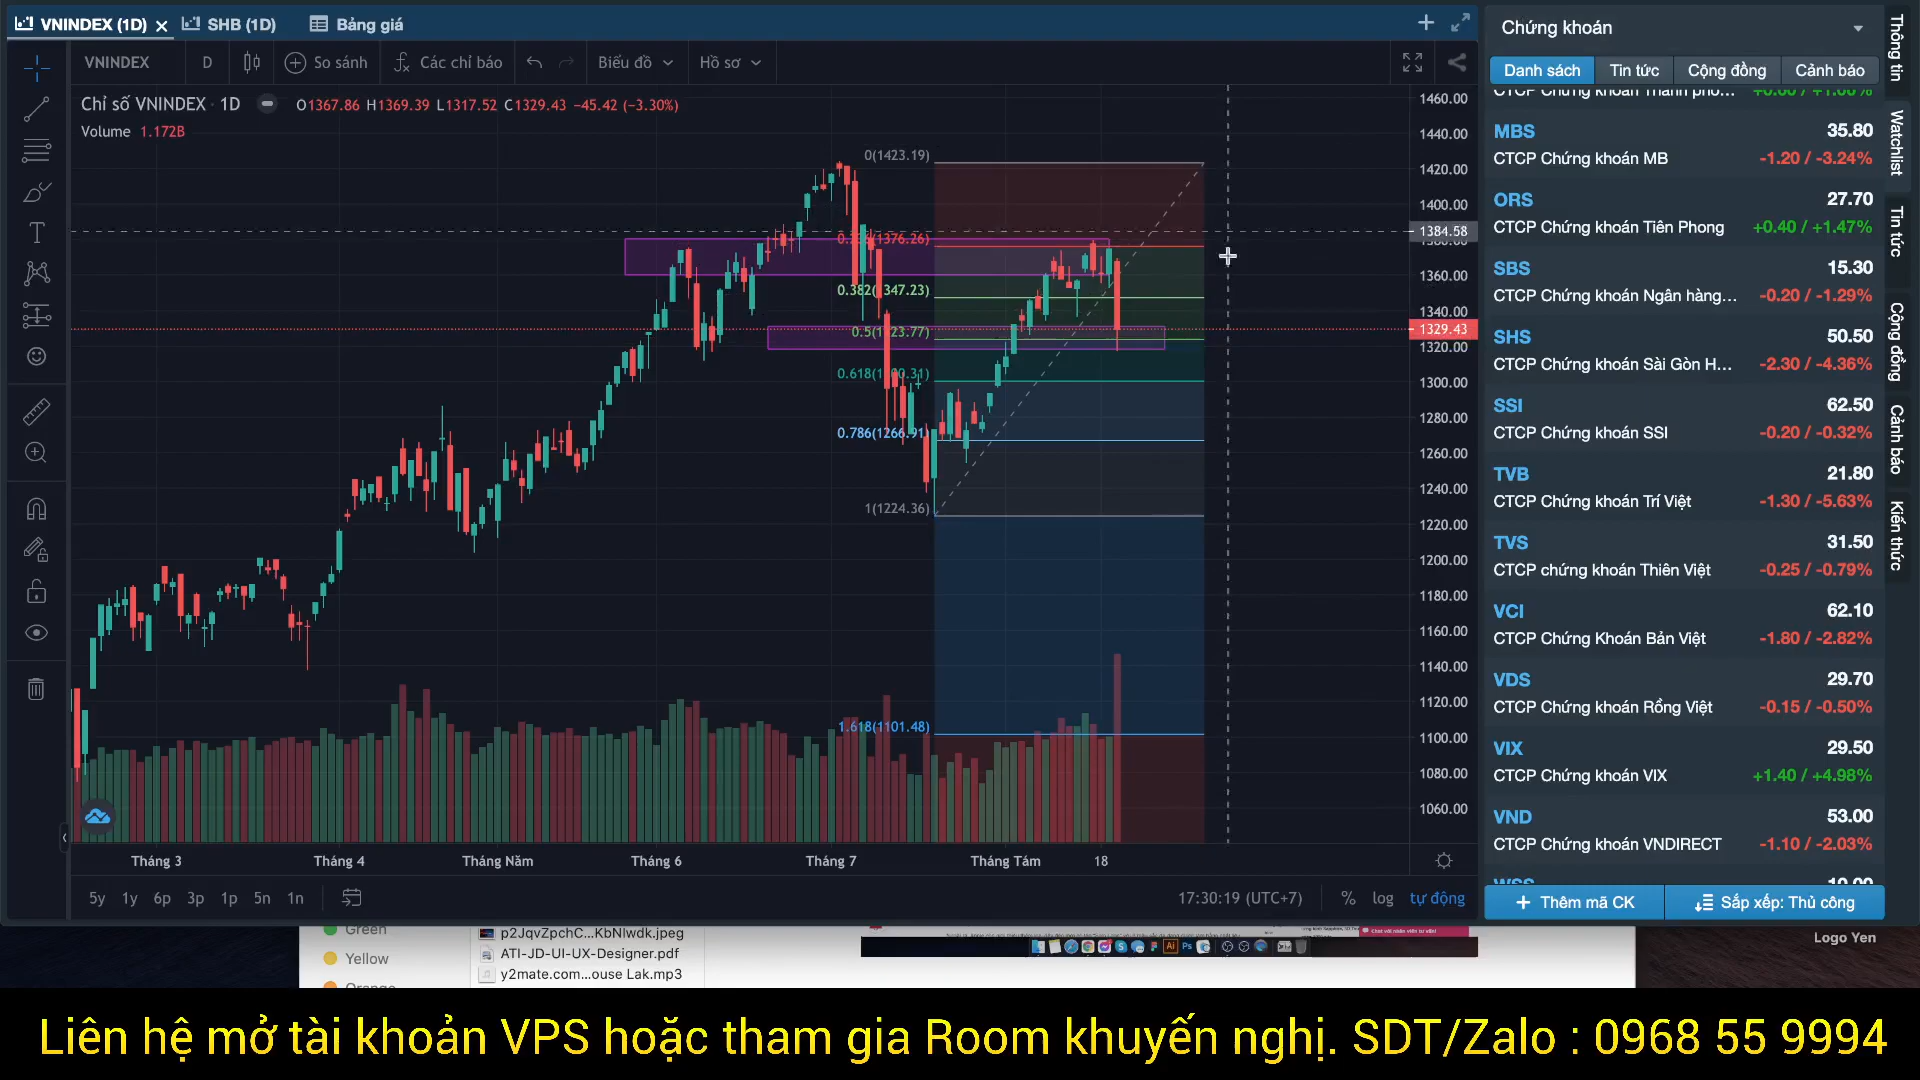 VNINDEX (1D)
SHB (1D)
Bảng giá
VNINDEX
D
So sánh
Các chỉ báo
Biểu đồ
Hồ sơ
Chỉ số VNINDEX · 1D
O1367.86 H1369.39 L1317.52 C1329.43 −45.42 (−3.30%)
Volume 1.172B
0(1423.19)
0.382(1347.23)
0.618(1300.31)
0.786(1266.91)
1(1224.36)
1.618(1101.48)
1460.00
1440.00
1420.00
1400.00
1384.58
1360.00
1340.00
1329.43
1320.00
1300.00
1280.00
1260.00
1240.00
1220.00
1200.00
1180.00
1160.00
1140.00
1120.00
1100.00
1080.00
1060.00
Tháng 3
Tháng 4
Tháng Năm
Tháng 6
Tháng 7
Tháng Tám
18
5y
1y
6p
3p
1p
5n
1n
17:30:19 (UTC+7)
%
log
tự động
Chứng khoán
Danh sách
Tin tức
Cộng đồng
Cảnh báo
MBS 35.80
CTCP Chứng khoán MB -1.20 / -3.24%
ORS 27.70
CTCP Chứng khoán Tiên Phong +0.40 / +1.47%
SBS 15.30
CTCP Chứng khoán Ngân hàng... -0.20 / -1.29%
SHS 50.50
CTCP Chứng khoán Sài Gòn H... -2.30 / -4.36%
SSI 62.50
CTCP Chứng khoán SSI -0.20 / -0.32%
TVB 21.80
CTCP Chứng khoán Trí Việt -1.30 / -5.63%
TVS 31.50
CTCP chứng khoán Thiên Việt -0.25 / -0.79%
VCI 62.10
CTCP Chứng Khoán Bản Việt -1.80 / -2.82%
VDS 29.70
CTCP Chứng khoán Rồng Việt -0.15 / -0.50%
VIX 29.50
CTCP Chứng khoán VIX +1.40 / +4.98%
VND 53.00
CTCP Chứng khoán VNDIRECT -1.10 / -2.03%
Thêm mã CK
Sắp xếp: Thủ công
Thông tin
Watchlist
Tin tức
Cộng đồng
Cảnh báo
Kiến thức
Green
Yellow
p2JqvZpchC...KbNlwdk.jpeg
ATI-JD-UI-UX-Designer.pdf
y2mate.com...ouse Lak.mp3
Logo Yen
Liên hệ mở tài khoản VPS hoặc tham gia Room khuyến nghị. SDT/Zalo : 0968 55 9994